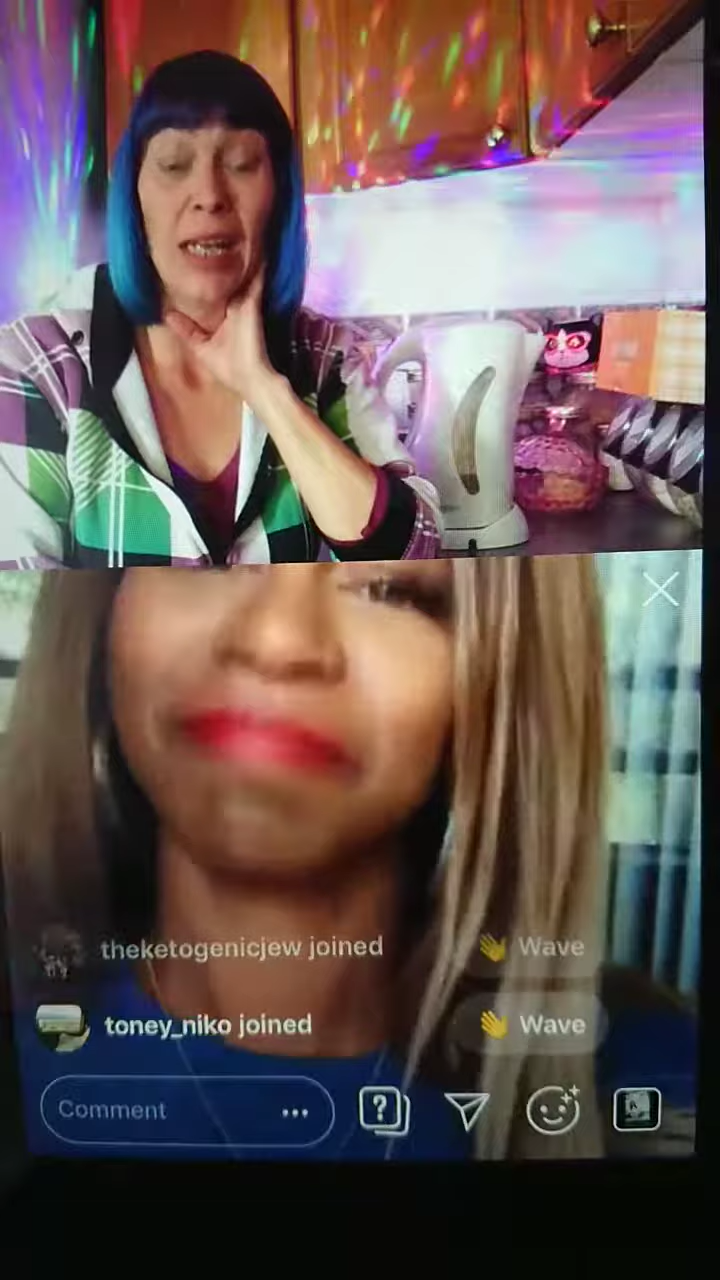 theketogenicjew joined
👋 Wave
toney_niko joined
👋 Wave
Comment
?